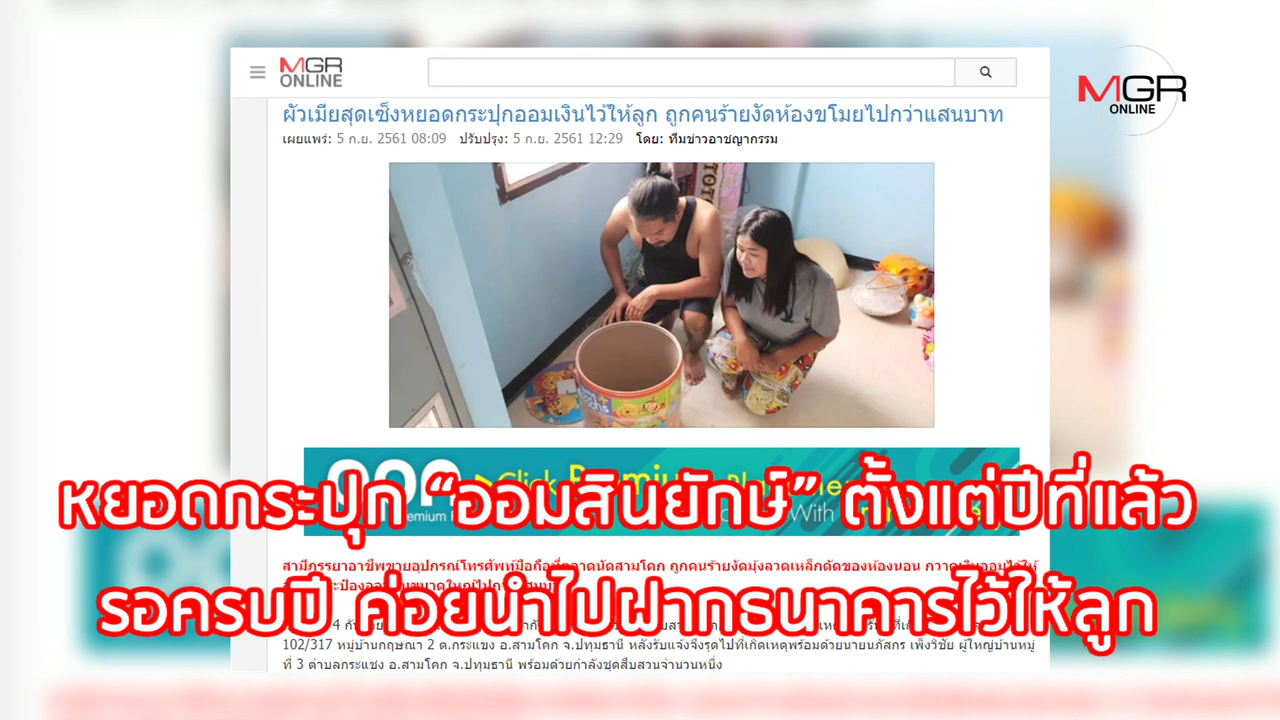 MGR
ONLINE
MGR
ONLINE
ผัวเมียสุดเซ็งหยอดกระปุกออมเงินไว้ให้ลูก ถูกคนร้ายงัดห้องขโมยไปกว่าแสนบาท
เผยแพร่: 5 ก.ย. 2561 08:09 ปรับปรุง: 5 ก.ย. 2561 12:29 โดย: ทีมข่าวอาชญากรรม
Click Premium
With
หยอดกระปุก “ออมสินยักษ์” ตั้งแต่ปีที่แล้ว
สามีภรรยาอาชีพขายอุปกรณ์โทรศัพท์มือถือที่ตลาดนัดสามโคก ถูกคนร้ายงัดมุ้งลวดเหล็กดัดของห้องนอน กวาดเงินออมไว้ให้
รอครบปี ค่อยนำไปฝากธนาคารไว้ให้ลูก
102/317 หมู่บ้านกฤษณา 2 ต.กระแชง อ.สามโคก จ.ปทุมธานี หลังรับแจ้งจึงรุดไปที่เกิดเหตุพร้อมด้วยนายนภัสกร เพ็งวิชัย ผู้ใหญ่บ้านหมู่
ที่ 3 ตำบลกระแชง อ.สามโคก จ.ปทุมธานี พร้อมด้วยกำลังชุดสืบสวนจำนวนหนึ่ง